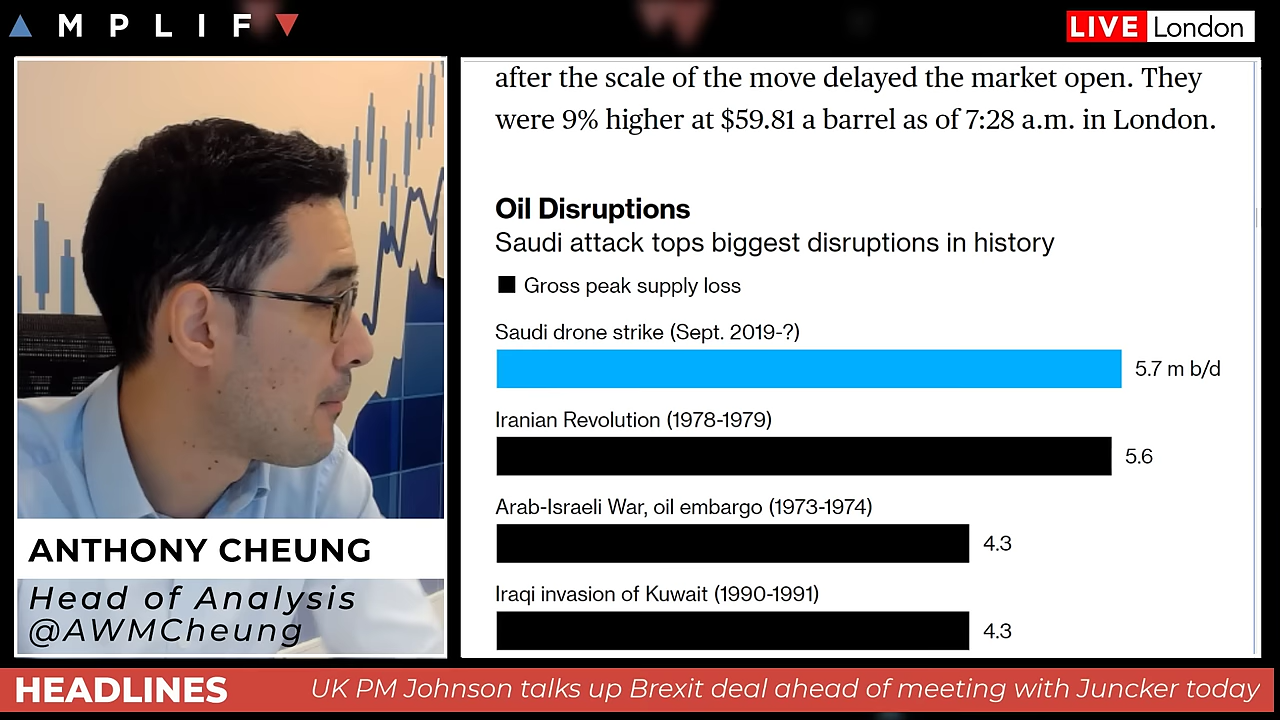 ▲ M P L I F ▼
LIVE London
after the scale of the move delayed the market open. They
were 9% higher at $59.81 a barrel as of 7:28 a.m. in London.
Oil Disruptions
Saudi attack tops biggest disruptions in history
Gross peak supply loss
Saudi drone strike (Sept. 2019-?)
5.7 m b/d
Iranian Revolution (1978-1979)
5.6
Arab-Israeli War, oil embargo (1973-1974)
4.3
Iraqi invasion of Kuwait (1990-1991)
4.3
ANTHONY CHEUNG
Head of Analysis
@AWMCheung
HEADLINES
UK PM Johnson talks up Brexit deal ahead of meeting with Juncker today